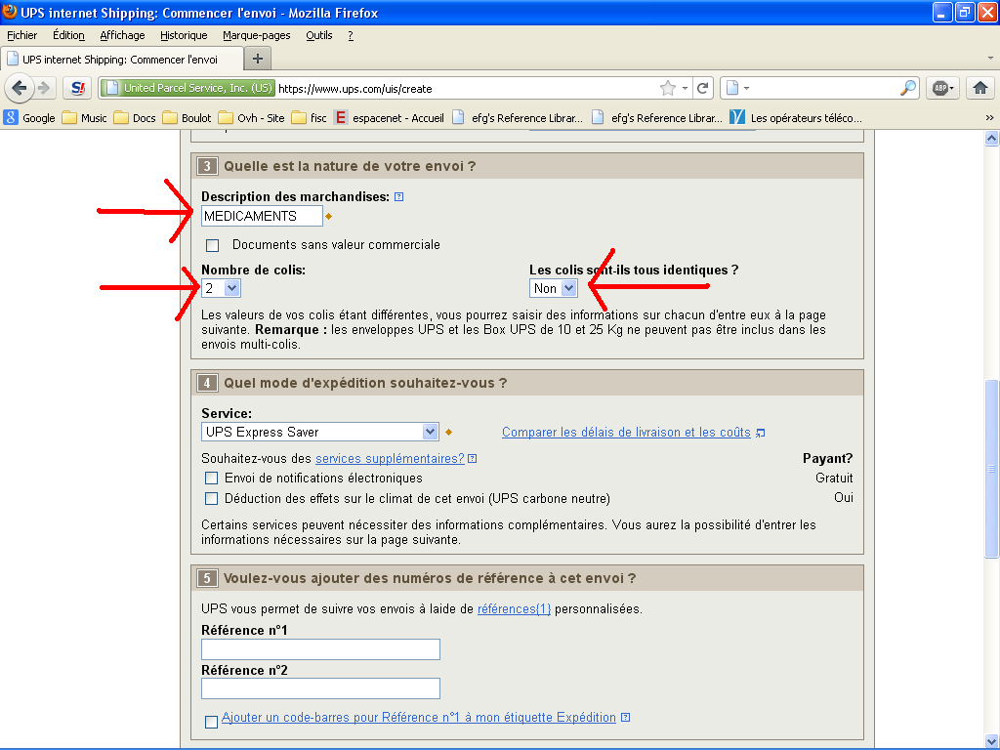 UPS internet Shipping: Commencer l'envoi - Mozilla Firefox
Fichier Édition Affichage Historique Marque-pages Outils ?
UPS internet Shipping: Commencer l'envoi +
S! United Parcel Service, Inc. (US) https://www.ups.com/uis/create ABP
8 Google Music Docs Boulot Ovh - Site fisc E espacenet - Accueil efg's Reference Librar... efg's Reference Librar... Y Les opérateurs téléco... »
3 Quelle est la nature de votre envoi ?
Description des marchandises: ?
MEDICAMENTS
Documents sans valeur commerciale
Nombre de colis: Les colis sont-ils tous identiques ?
2 Non
Les valeurs de vos colis étant différentes, vous pourrez saisir des informations sur chacun d'entre eux à la page
suivante. Remarque : les enveloppes UPS et les Box UPS de 10 et 25 Kg ne peuvent pas être inclus dans les
envois multi-colis.
4 Quel mode d'expédition souhaitez-vous ?
Service:
UPS Express Saver Comparer les délais de livraison et les coûts
Souhaitez-vous des services supplémentaires? ? Payant?
Envoi de notifications électroniques Gratuit
Déduction des effets sur le climat de cet envoi (UPS carbone neutre) Oui
Certains services peuvent nécessiter des informations complémentaires. Vous aurez la possibilité d'entrer les
informations nécessaires sur la page suivante.
5 Voulez-vous ajouter des numéros de référence à cet envoi ?
UPS vous permet de suivre vos envois à laide de références{1} personnalisées.
Référence n°1
Référence n°2
Ajouter un code-barres pour Référence n°1 à mon étiquette Expédition ?